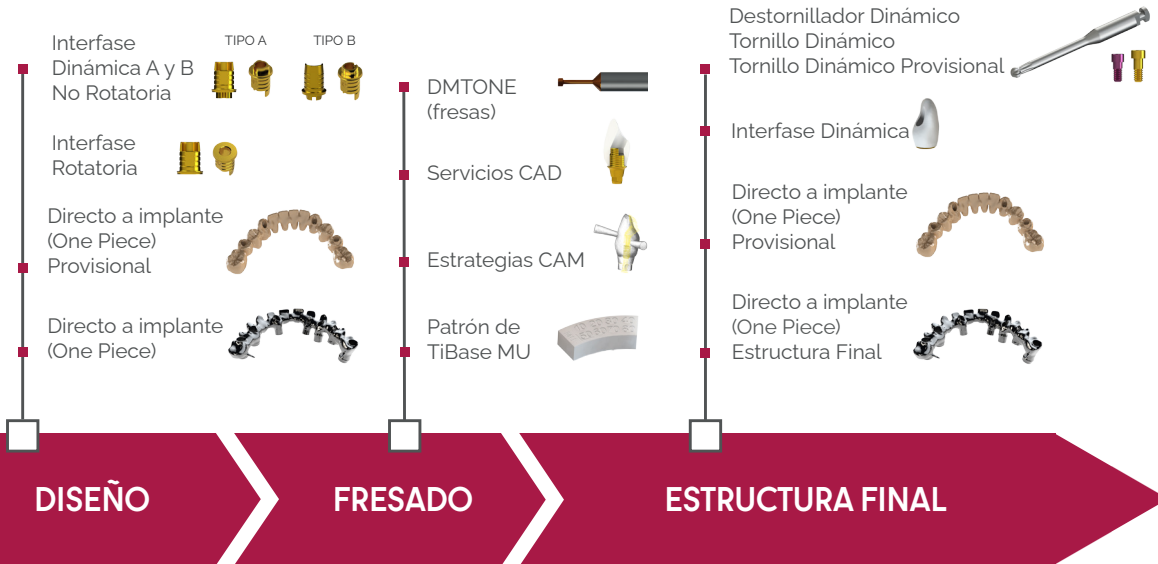 Interfase
Dinámica A y B
No Rotatoria
TIPO A
TIPO B
Interfase
Rotatoria
Directo a implante
(One Piece)
Provisional
Directo a implante
(One Piece)
DMTONE
(fresas)
Servicios CAD
Estrategias CAM
Patrón de
TiBase MU
Destornillador Dinámico
Tornillo Dinámico
Tornillo Dinámico Provisional
Interfase Dinámica
Directo a implante
(One Piece)
Provisional
Directo a implante
(One Piece)
Estructura Final
DISEÑO
FRESADO
ESTRUCTURA FINAL